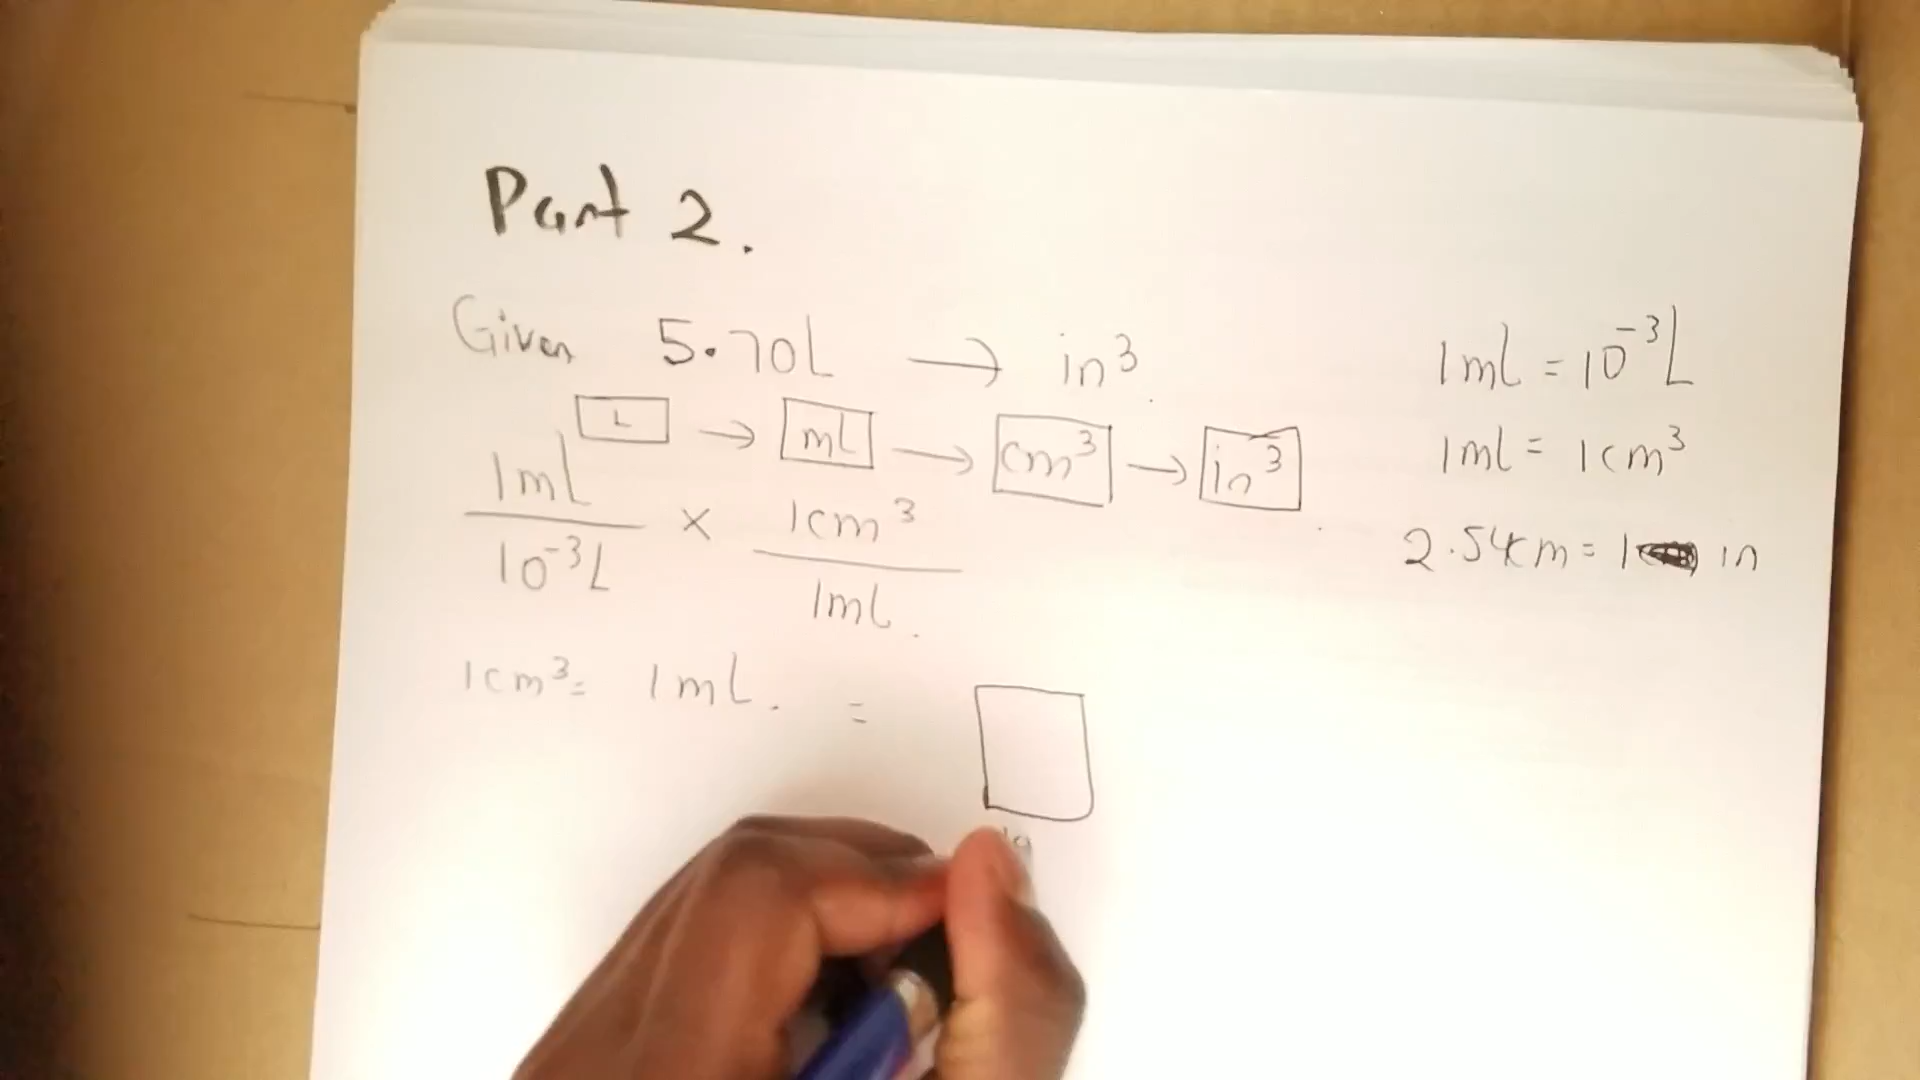 Part 2.
Given 5.70L → in³
L → mL → cm³ → in³
1mL / 10⁻³L × 1cm³ / 1mL.
1cm³ = 1mL. =
1mL = 10⁻³L
1mL = 1cm³
2.54cm = 1 in